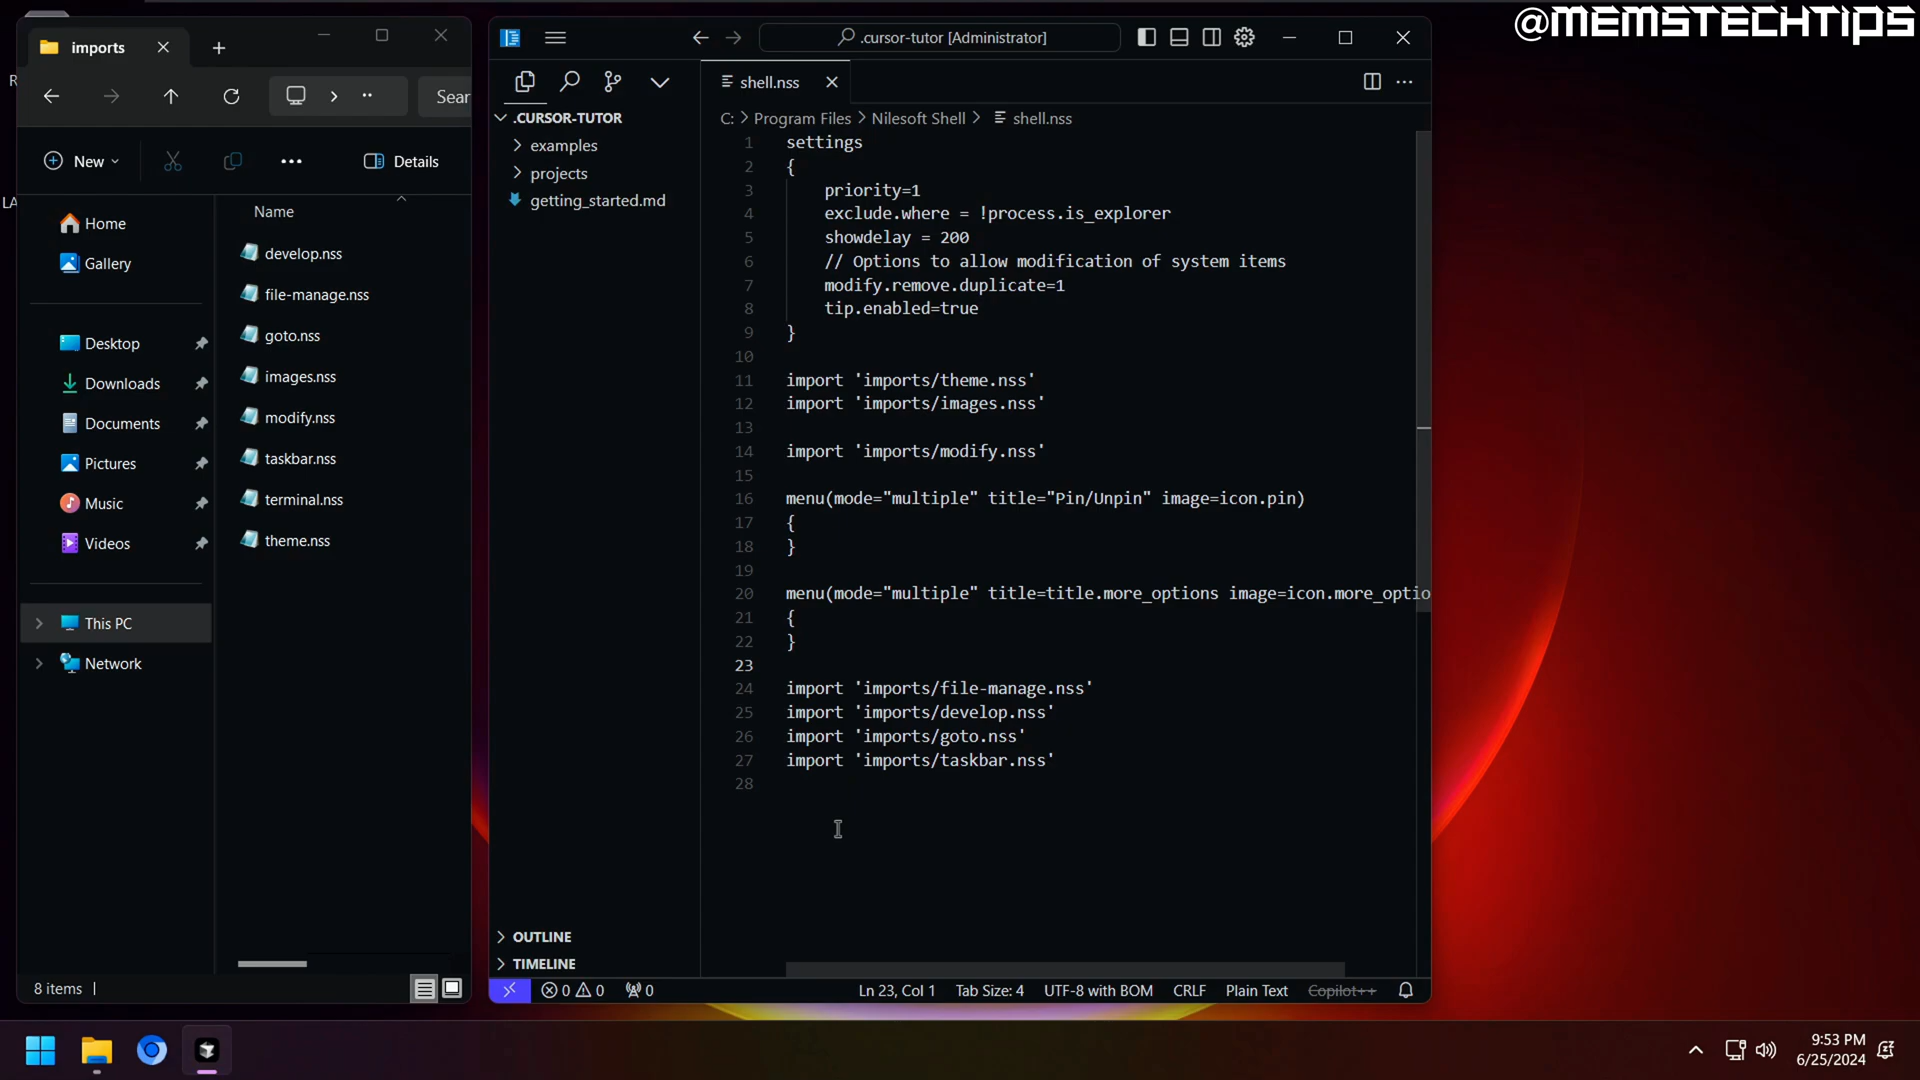 @MEMSTECHTIPS
imports
Sear
New
Details
Name
Home
Gallery
Desktop
Downloads
Documents
Pictures
Music
Videos
This PC
Network
develop.nss
file-manage.nss
goto.nss
images.nss
modify.nss
taskbar.nss
terminal.nss
theme.nss
8 items
.cursor-tutor [Administrator]
.CURSOR-TUTOR
examples
projects
getting_started.md
OUTLINE
TIMELINE
shell.nss
C: > Program Files > Nilesoft Shell > shell.nss
1 settings
2 {
3 priority=1
4 exclude.where = !process.is_explorer
5 showdelay = 200
6 // Options to allow modification of system items
7 modify.remove.duplicate=1
8 tip.enabled=true
9 }
10
11 import 'imports/theme.nss'
12 import 'imports/images.nss'
13
14 import 'imports/modify.nss'
15
16 menu(mode="multiple" title="Pin/Unpin" image=icon.pin)
17 {
18 }
19
20 menu(mode="multiple" title=title.more_options image=icon.more_optio
21 {
22 }
23
24 import 'imports/file-manage.nss'
25 import 'imports/develop.nss'
26 import 'imports/goto.nss'
27 import 'imports/taskbar.nss'
28
0 0 0
Ln 23, Col 1 Tab Size: 4 UTF-8 with BOM CRLF Plain Text Copilot++
9:53 PM
6/25/2024